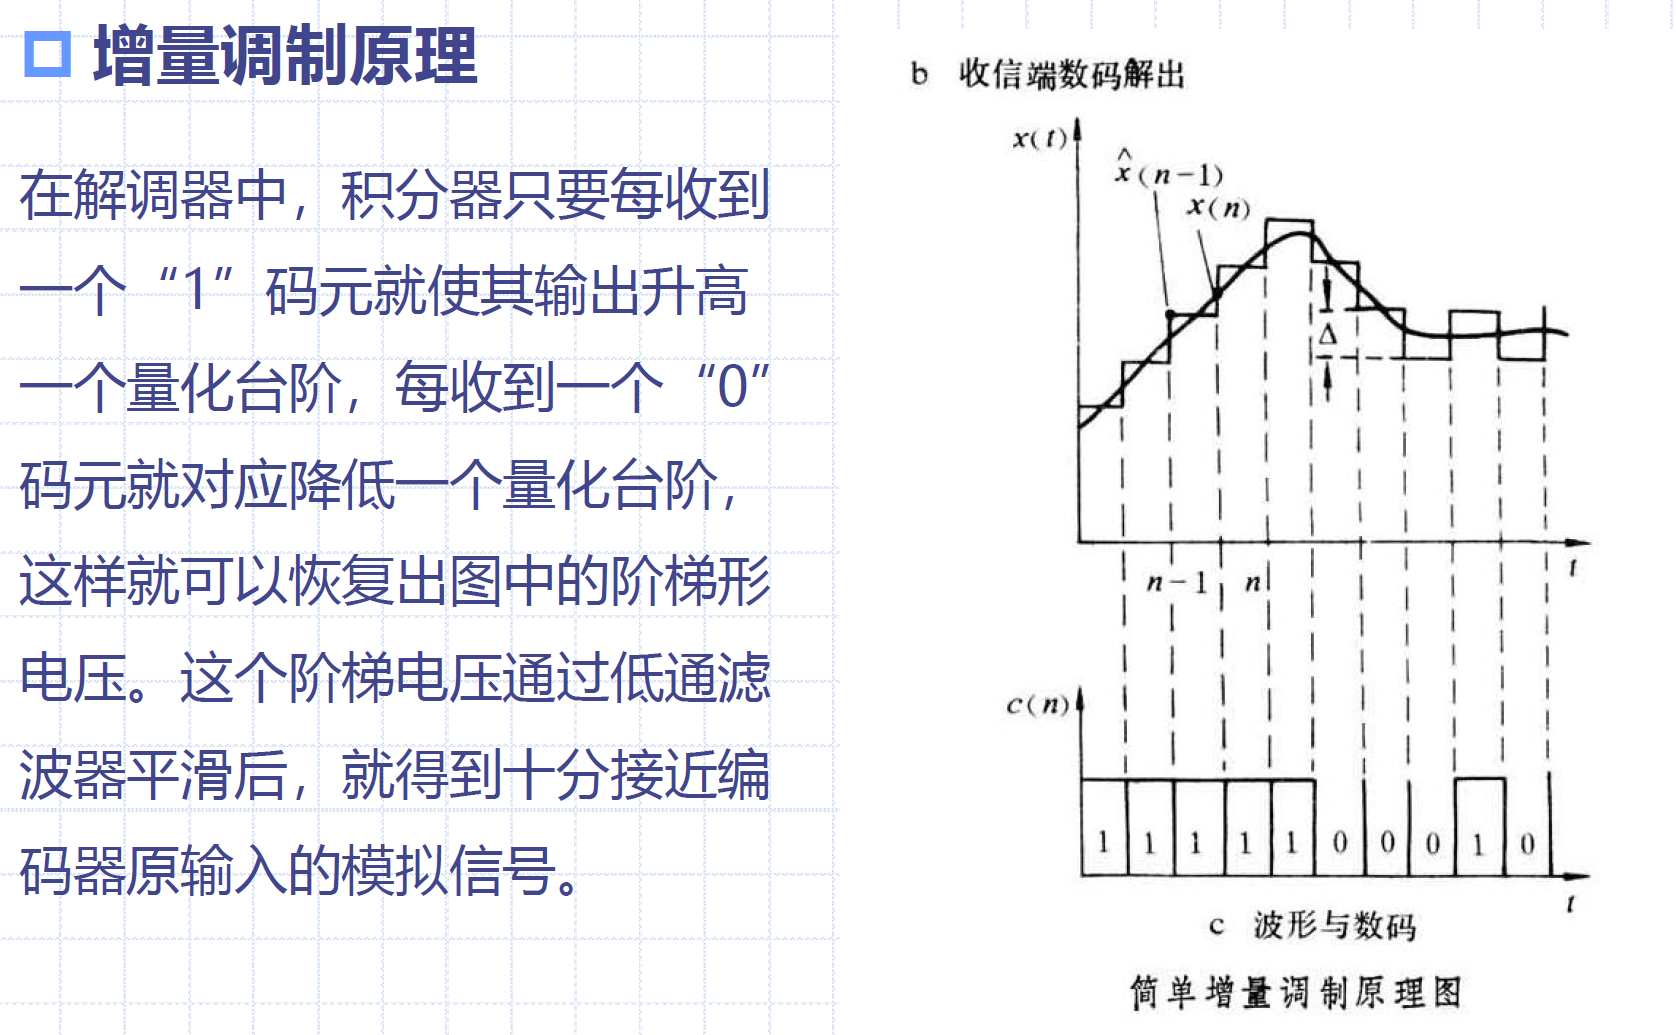 增量调制原理
在解调器中，积分器只要每收到
一个“1”码元就使其输出升高
一个量化台阶，每收到一个“0”
码元就对应降低一个量化台阶，
这样就可以恢复出图中的阶梯形
电压。这个阶梯电压通过低通滤
波器平滑后，就得到十分接近编
码器原输入的模拟信号。
b 收信端数码解出
x(t)
x̂(n-1)
x(n)
Δ
t
n-1 n
c(n)
1 1 1 1 1 0 0 0 1 0
t
c 波形与数码
简单增量调制原理图